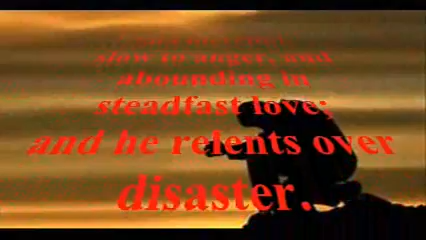 slow to anger, and
abounding in
steadfast love;
and he relents over
disaster.